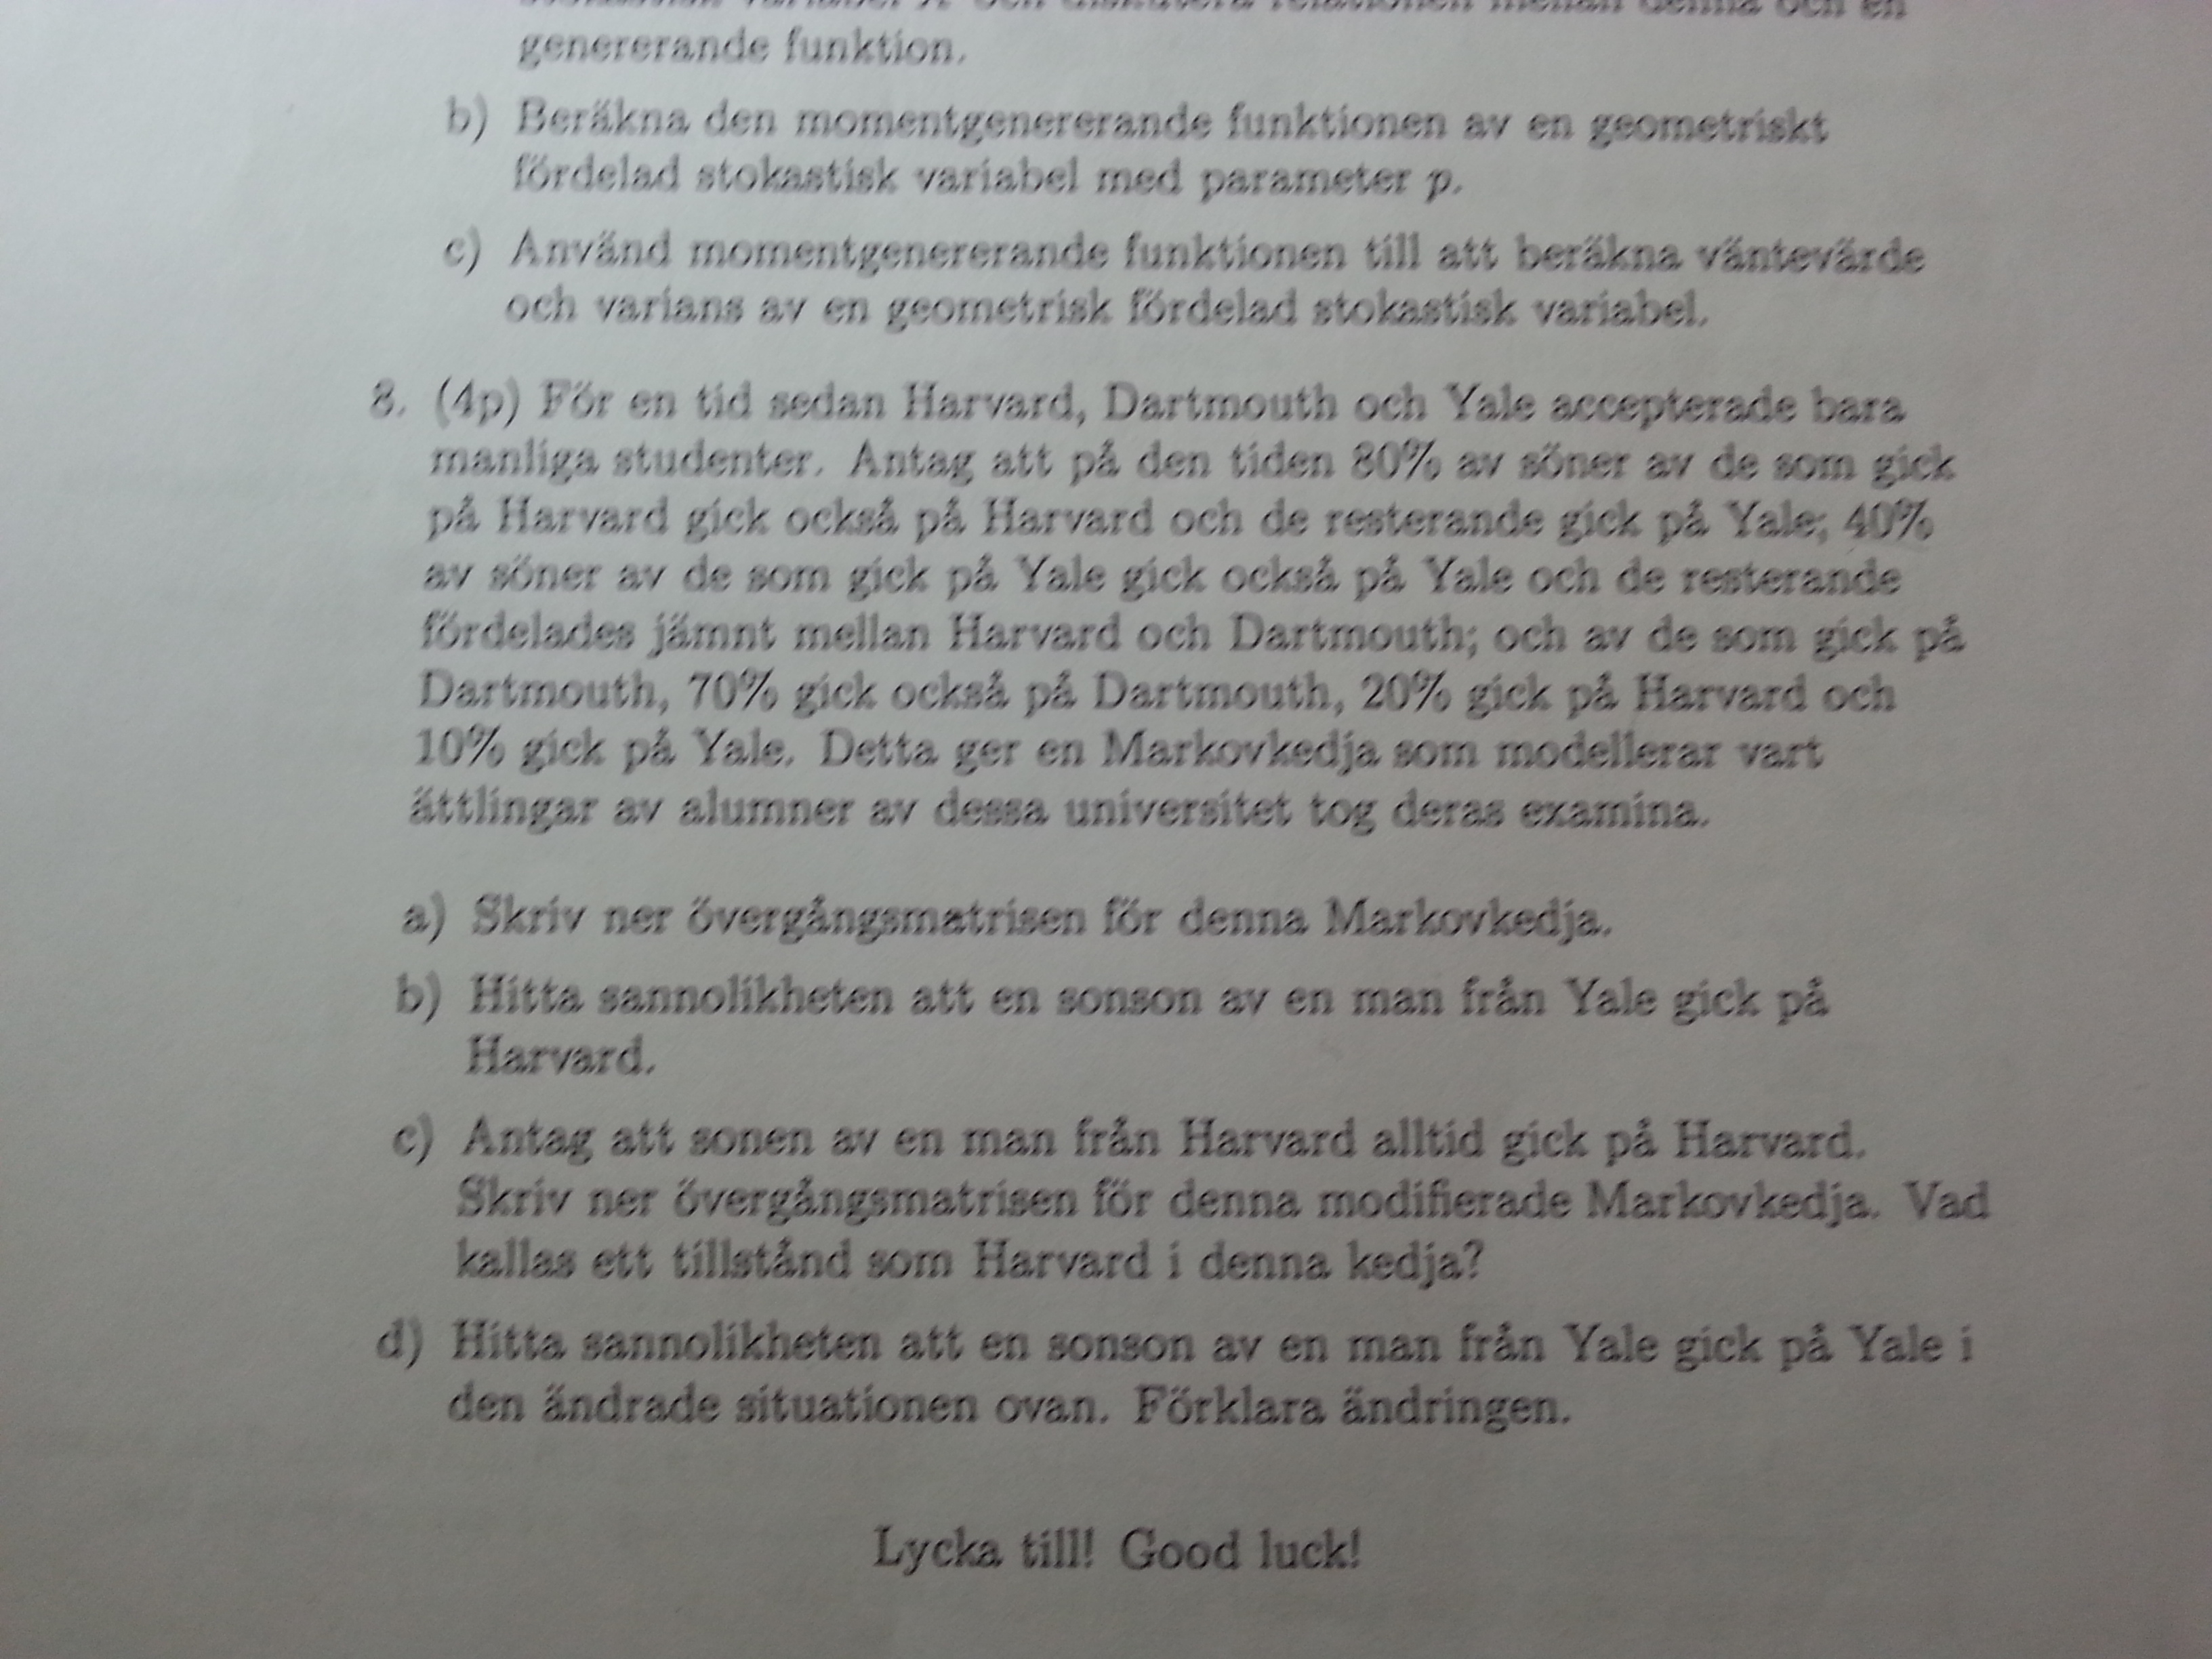 stokastisk variabel X och diskutera relationen mellan denna och en
genererande funktion.
b) Beräkna den momentgenererande funktionen av en geometriskt
fördelad stokastisk variabel med parameter p.
c) Använd momentgenererande funktionen till att beräkna väntevärde
och varians av en geometrisk fördelad stokastisk variabel.
8. (4p) För en tid sedan Harvard, Dartmouth och Yale accepterade bara
manliga studenter. Antag att på den tiden 80% av söner av de som gick
på Harvard gick också på Harvard och de resterande gick på Yale; 40%
av söner av de som gick på Yale gick också på Yale och de resterande
fördelades jämnt mellan Harvard och Dartmouth; och av de som gick på
Dartmouth, 70% gick också på Dartmouth, 20% gick på Harvard och
10% gick på Yale. Detta ger en Markovkedja som modellerar vart
ättlingar av alumner av dessa universitet tog deras examina.
a) Skriv ner övergångsmatrisen för denna Markovkedja.
b) Hitta sannolikheten att en sonson av en man från Yale gick på
Harvard.
c) Antag att sonen av en man från Harvard alltid gick på Harvard.
Skriv ner övergångsmatrisen för denna modifierade Markovkedja. Vad
kallas ett tillstånd som Harvard i denna kedja?
d) Hitta sannolikheten att en sonson av en man från Yale gick på Yale i
den ändrade situationen ovan. Förklara ändringen.
Lycka till! Good luck!